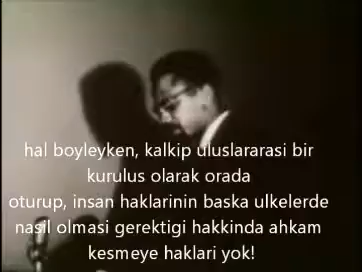 hal boyleyken, kalkip uluslararasi bir
kurulus olarak orada
oturup, insan haklarinin baska ulkelerde
nasil olmasi gerektigi hakkinda ahkam
kesmeye haklari yok!